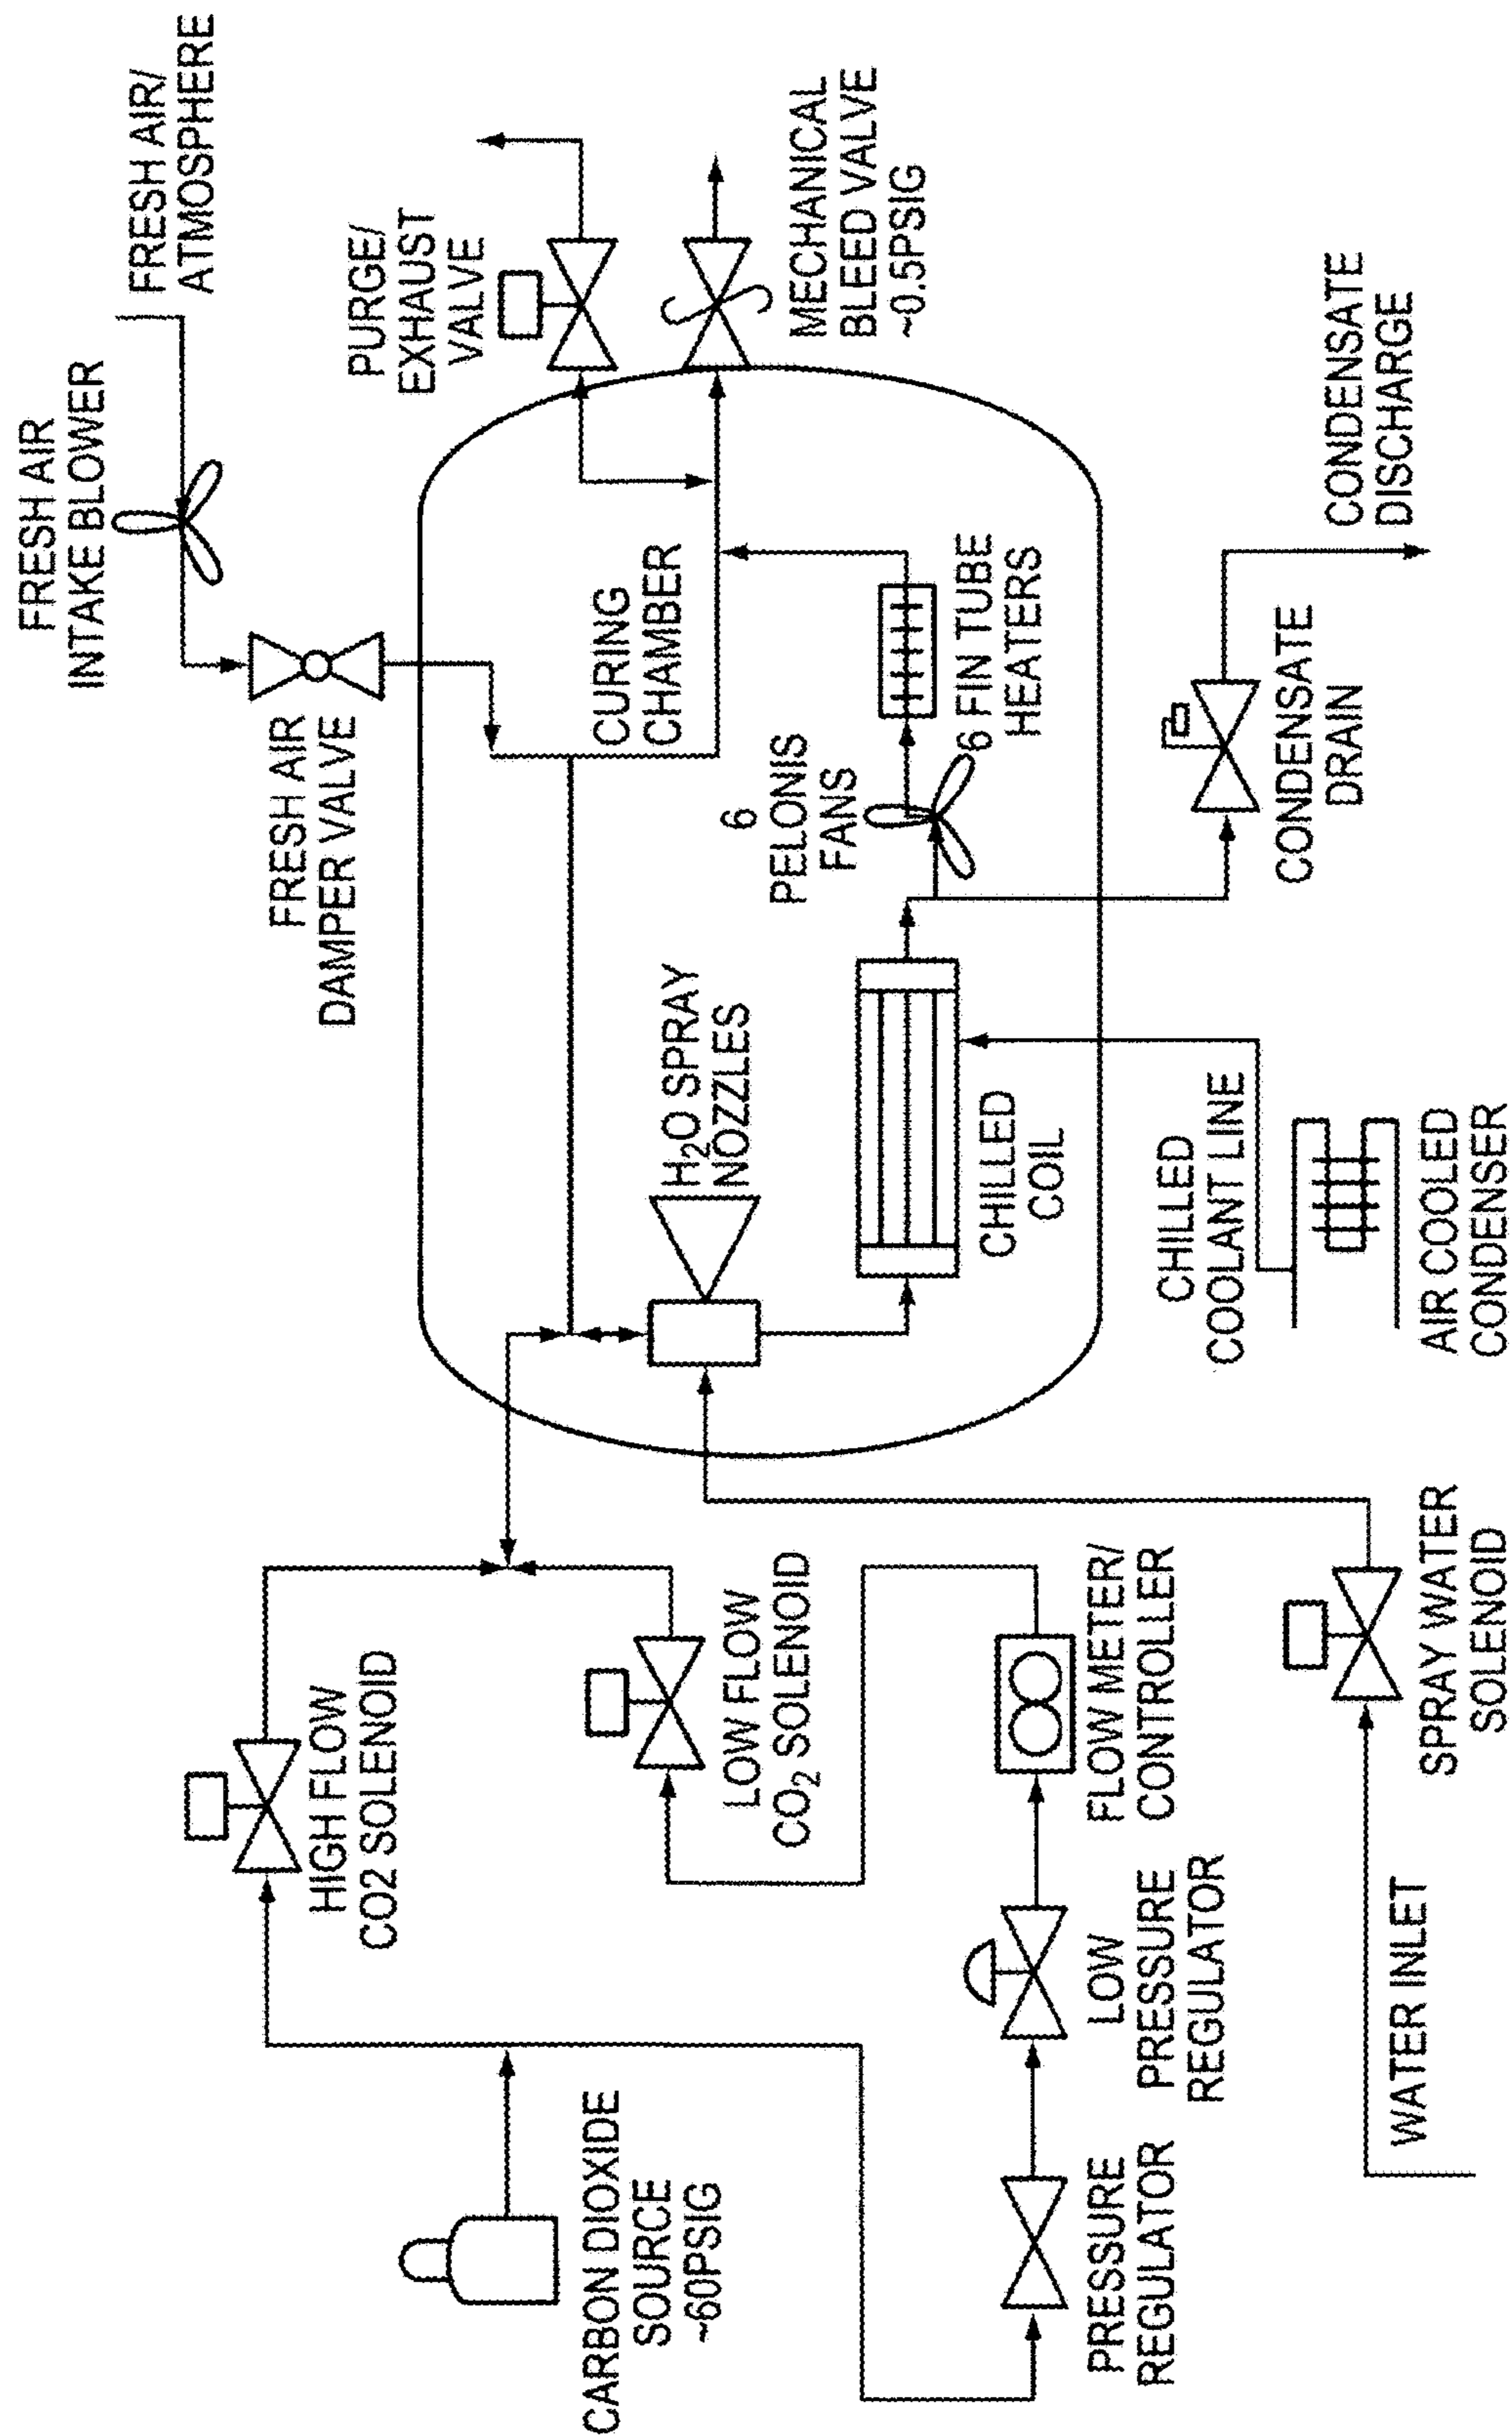 FRESH AIR/
ATMOSPHERE
FRESH AIR
INTAKE BLOWER
FRESH AIR
DAMPER VALVE
PURGE/
EXHAUST
VALVE
MECHANICAL
BLEED VALVE
~0.5PSIG
CURING
CHAMBER
HIGH FLOW
CO2 SOLENOID
LOW FLOW
CO₂ SOLENOID
H₂O SPRAY
NOZZLES
6
PELONIS
FANS
6 FIN TUBE
HEATERS
CARBON DIOXIDE
SOURCE
~60PSIG
CHILLED
COIL
PRESSURE
REGULATOR
LOW
PRESSURE
REGULATOR
FLOW METER/
CONTROLLER
CHILLED
COOLANT LINE
CONDENSATE
DRAIN
CONDENSATE
DISCHARGE
WATER INLET
SPRAY WATER
SOLENOID
AIR COOLED
CONDENSER